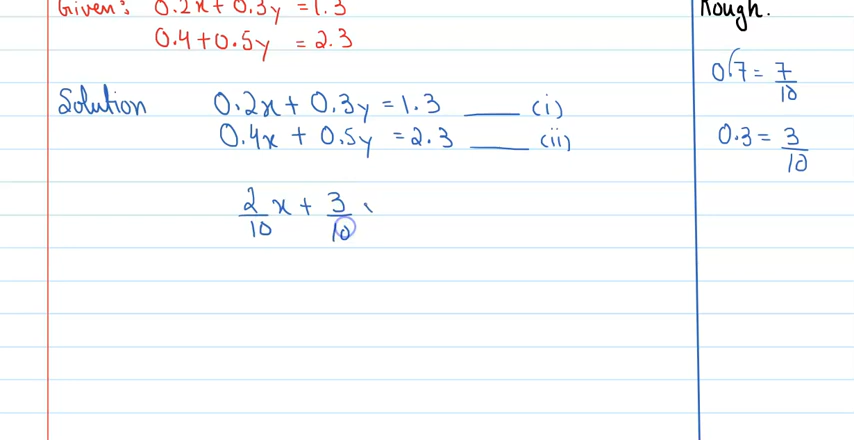 Given: 0.2x + 0.3y = 1.3
0.4 + 0.5y = 2.3
Solution 0.2x + 0.3y = 1.3 ___ (i)
0.4x + 0.5y = 2.3 ___ (ii)
2/10 x + 3/10
Rough.
0.7 = 7/10
0.3 = 3/10